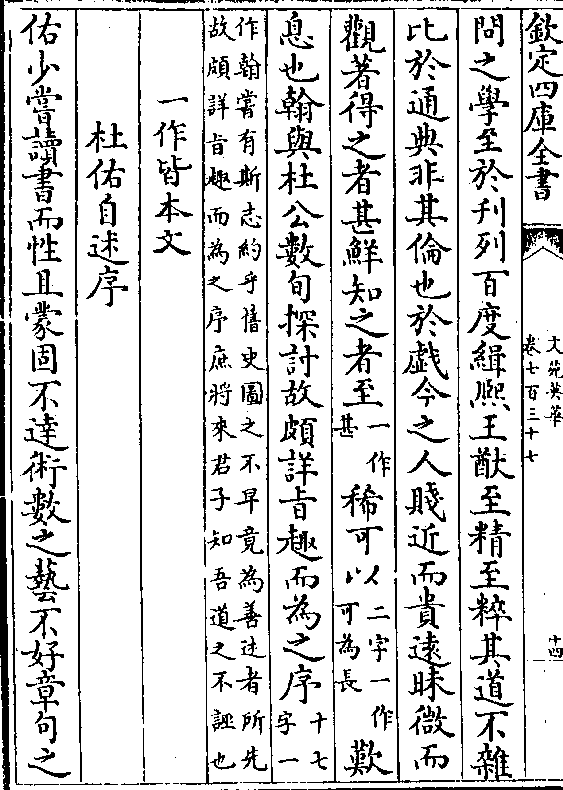 欽定四庫全書
文苑英華
卷七百三十七
十四
問之學至於刋列百度緝熈王猷至精至粹其道不雜
比於通典非其倫也於戯今之人賤近而貴逺昧微而
觀著得之者甚鮮知之者至一作甚稀可以二字一作可為長歎
息也翰與杜公數旬探討故頗詳旨趣而為之序十七字一
作翰嘗有斯志約乎舊史圖之不早竟為善述者所先
故頗詳旨趣而為之序庶將來君子知吾道之不誣也
一作皆本文
杜佑自述序
佑少嘗讀書而性且蒙固不達術數之藝不好章句之